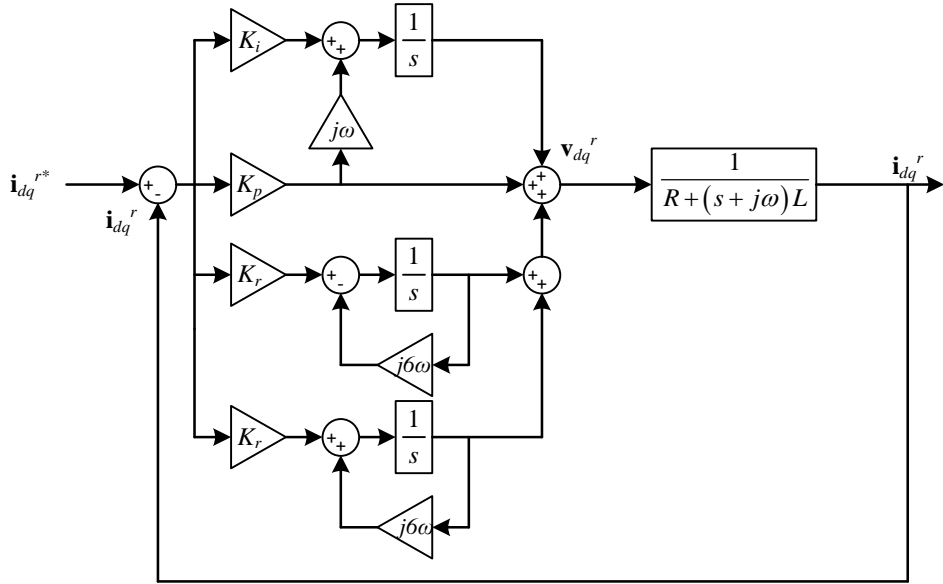 K_i
+ +
1/s
jω
v_dq^r
i_dq^r*
+ -
K_p
+ + +
1/(R+(s+jω)L)
i_dq^r
i_dq^r
K_r
+ -
1/s
+ +
j6ω
K_r
+ +
1/s
j6ω